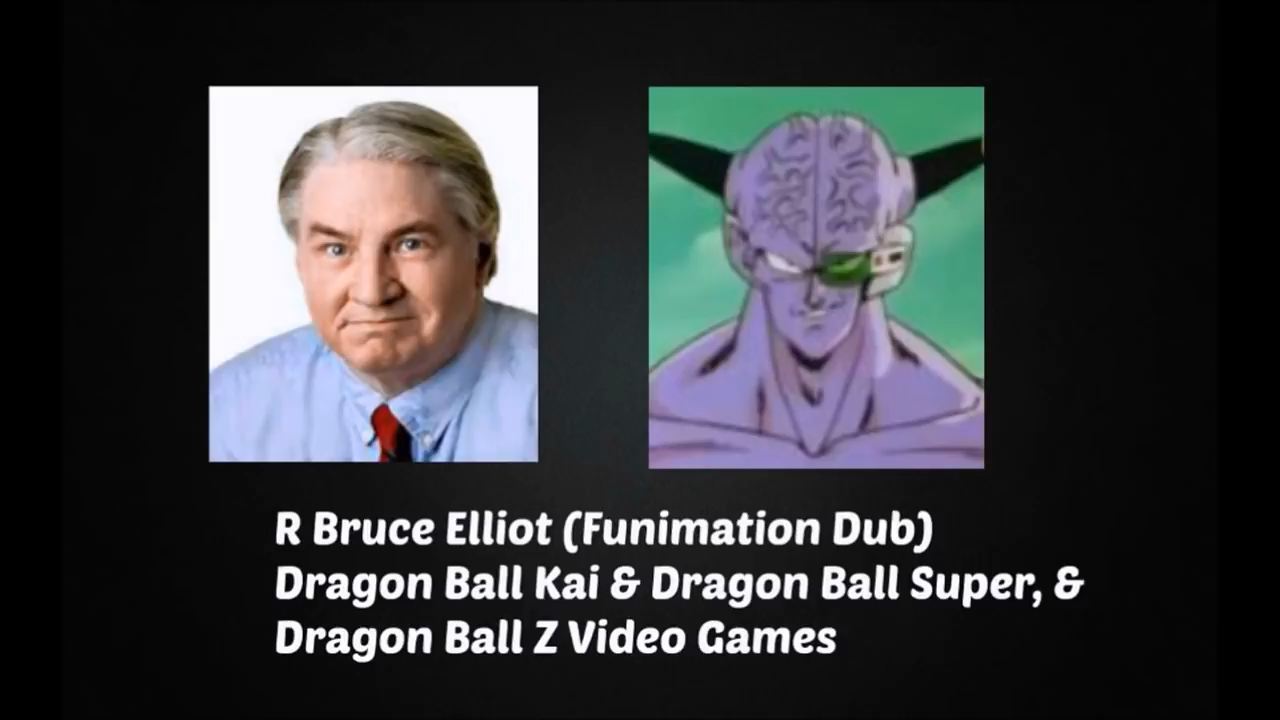 R Bruce Elliot (Funimation Dub)
Dragon Ball Kai & Dragon Ball Super, &
Dragon Ball Z Video Games